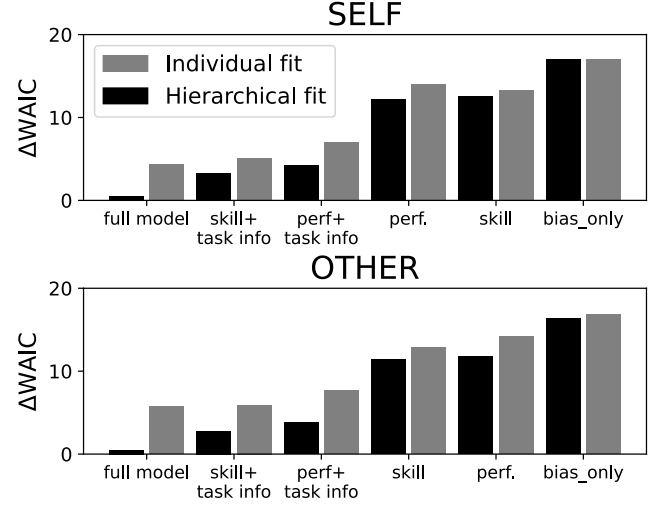 SELF
20
10
0
ΔWAIC
Individual fit
Hierarchical fit
full model
skill+
task info
perf+
task info
perf.
skill
bias_only
OTHER
20
10
0
ΔWAIC
full model
skill+
task info
perf+
task info
skill
perf.
bias_only